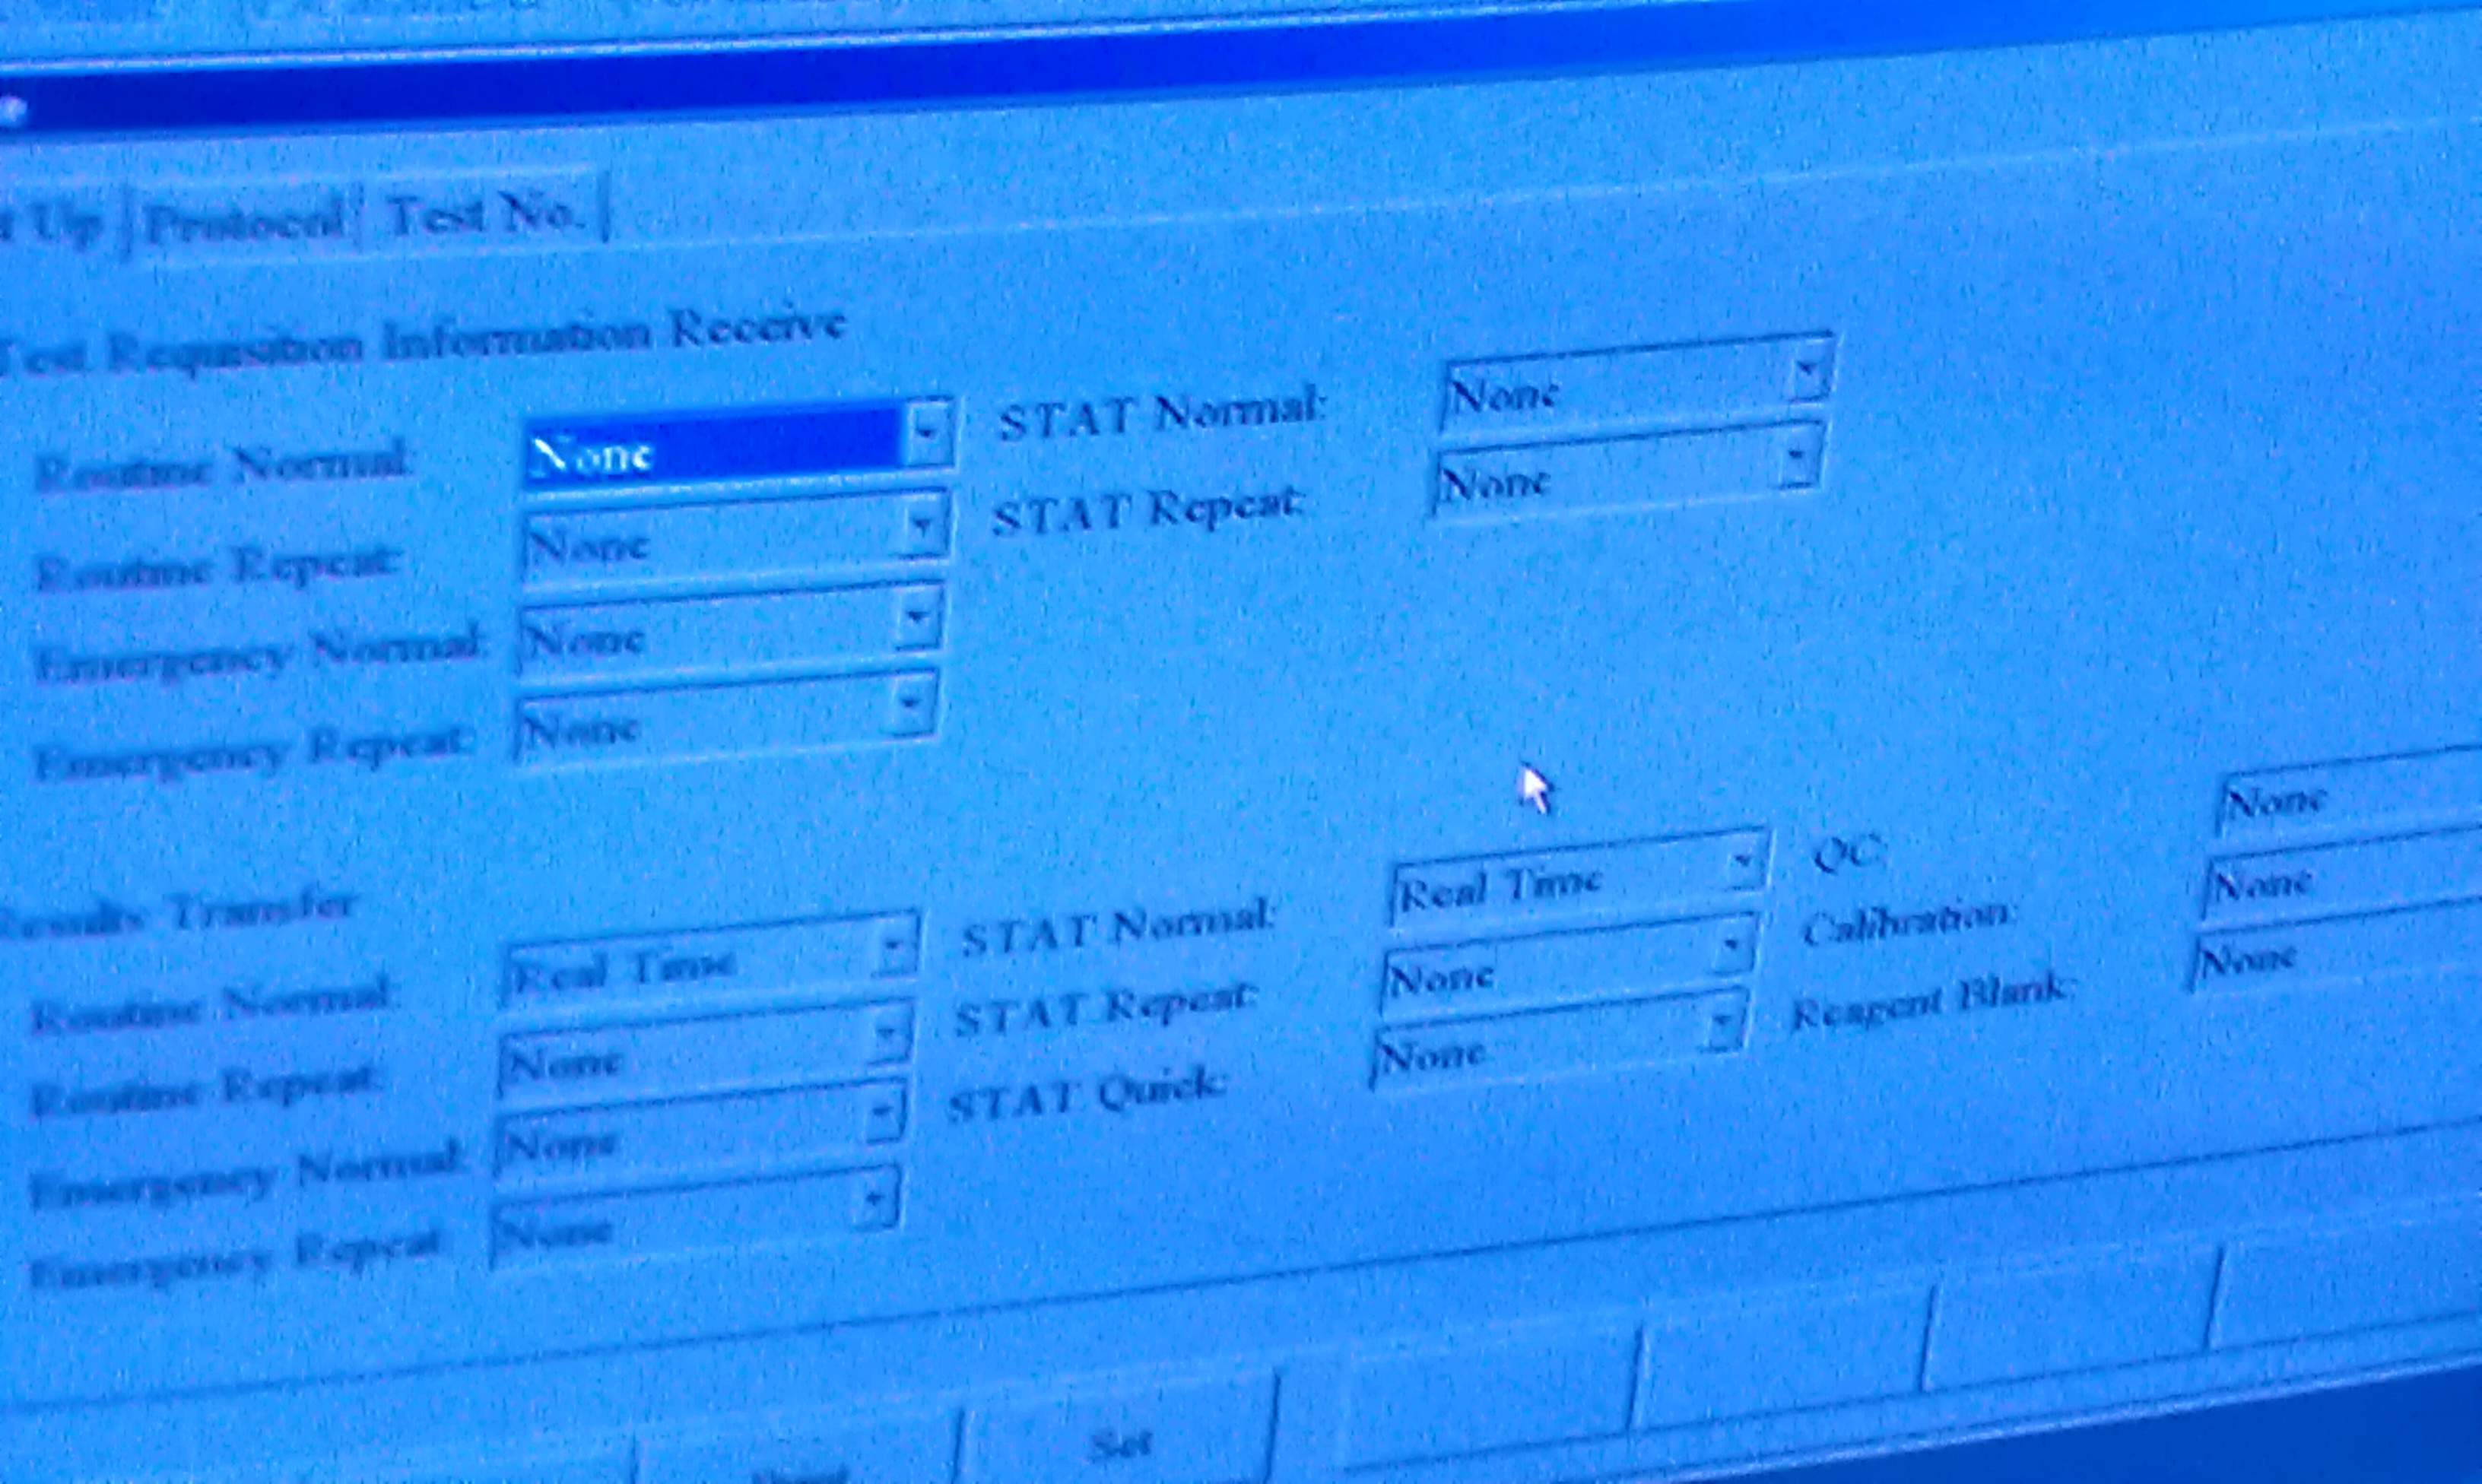 Up Protocol Test No.
Test Requisition Information Receive
Routine Normal: None STAT Normal: None
Routine Repeat: None STAT Repeat: None
Emergency Normal: None
Emergency Repeat: None
Results Transfer
Routine Normal: Real Time STAT Normal: Real Time QC: None
Routine Repeat: None STAT Repeat: None Calibration: None
Emergency Normal: None STAT Quick: None Reagent Blank: None
Emergency Repeat: None
Set